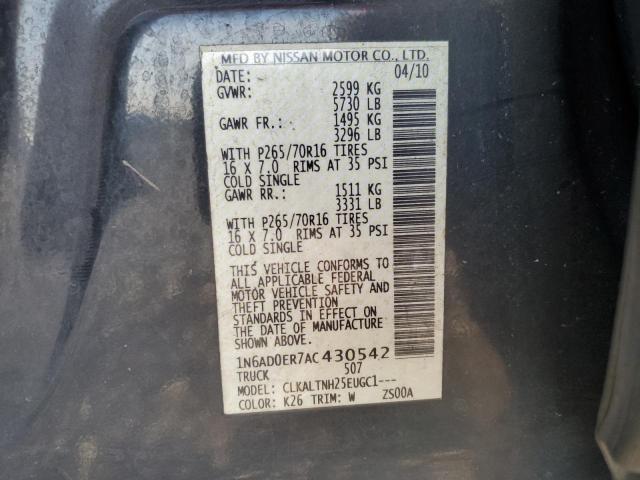 MFD BY NISSAN MOTOR CO., LTD.
DATE: 04/10
GVWR: 2599 KG
5730 LB
GAWR FR.: 1495 KG
3296 LB
WITH P265/70R16 TIRES
16 X 7.0 RIMS AT 35 PSI
COLD SINGLE
GAWR RR.: 1511 KG
3331 LB
WITH P265/70R16 TIRES
16 X 7.0 RIMS AT 35 PSI
COLD SINGLE
THIS VEHICLE CONFORMS TO
ALL APPLICABLE FEDERAL
MOTOR VEHICLE SAFETY AND
THEFT PREVENTION
STANDARDS IN EFFECT ON
THE DATE OF MANUFACTURE
SHOWN ABOVE.
1N6AD0ER7AC430542
TRUCK 507
MODEL: CLKALTNH25EUGC1---
COLOR: K26 TRIM: W ZS00A